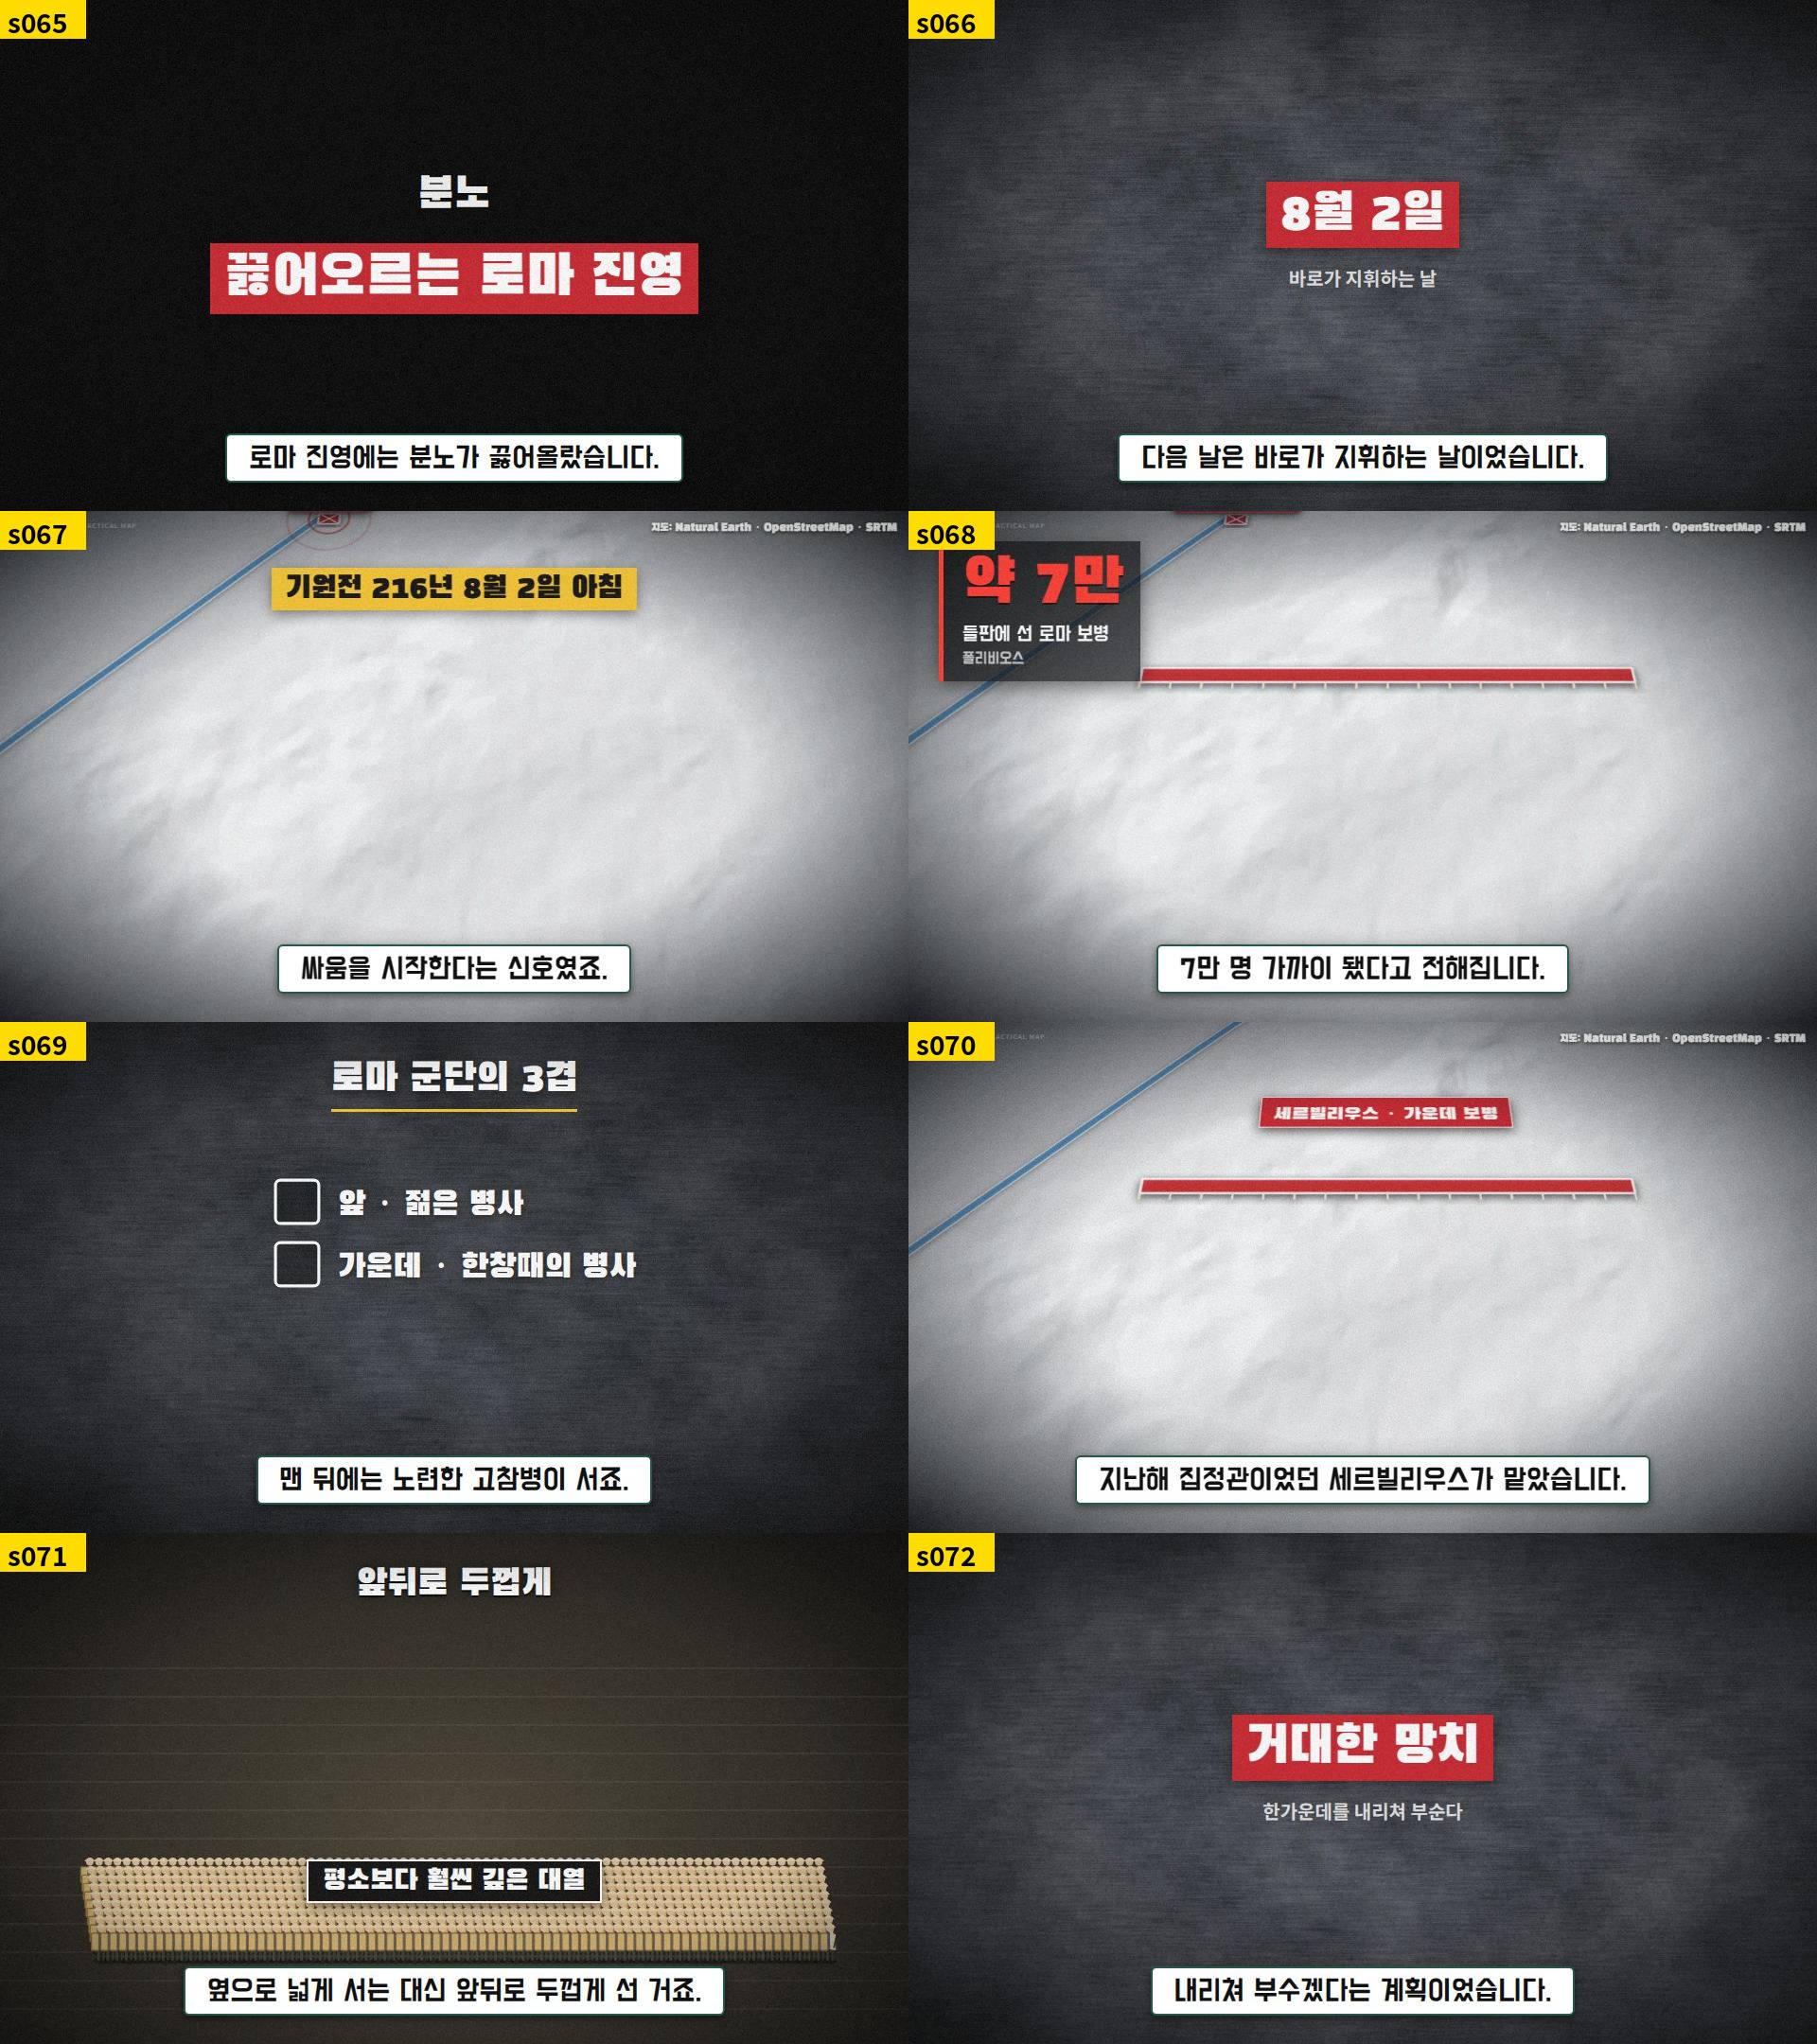 s065
분노
끓어오르는 로마 진영
로마 진영에는 분노가 끓어올랐습니다.
s066
8월 2일
바로가 지휘하는 날
다음 날은 바로가 지휘하는 날이었습니다.
s067
ACTICAL MAP
지도: Natural Earth · OpenStreetMap · SRTM
기원전 216년 8월 2일 아침
싸움을 시작한다는 신호였죠.
s068
ACTICAL MAP
지도: Natural Earth · OpenStreetMap · SRTM
약 7만
들판에 선 로마 보병
폴리비오스
7만 명 가까이 됐다고 전해집니다.
s069
로마 군단의 3겹
앞 · 젊은 병사
가운데 · 한창때의 병사
맨 뒤에는 노련한 고참병이 서죠.
s070
ACTICAL MAP
지도: Natural Earth · OpenStreetMap · SRTM
세르빌리우스 · 가운데 보병
지난해 집정관이었던 세르빌리우스가 맡았습니다.
s071
앞뒤로 두껍게
평소보다 훨씬 깊은 대열
옆으로 넓게 서는 대신 앞뒤로 두껍게 선 거죠.
s072
거대한 망치
한가운데를 내리쳐 부순다
내리쳐 부수겠다는 계획이었습니다.